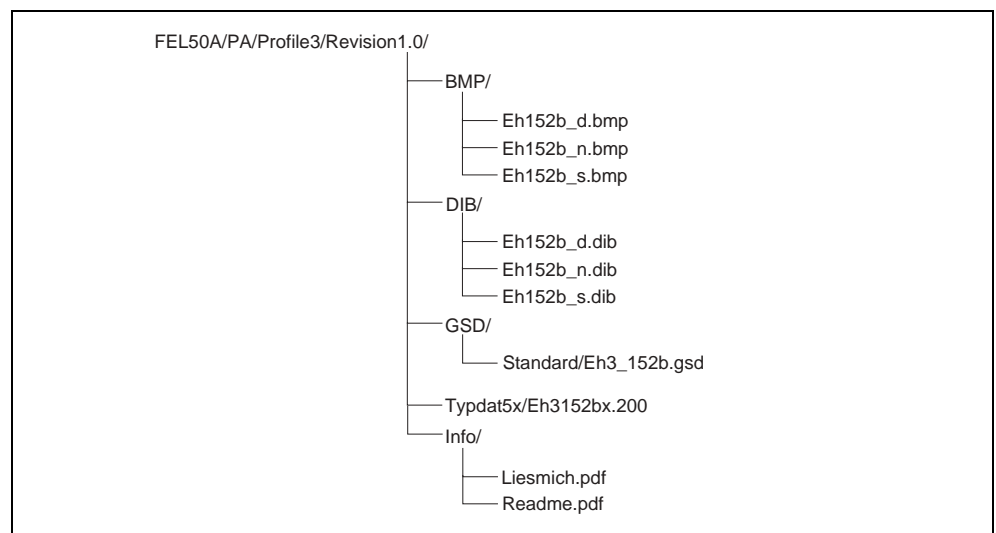 FEL50A/PA/Profile3/Revision1.0/
BMP/
Eh152b_d.bmp
Eh152b_n.bmp
Eh152b_s.bmp
DIB/
Eh152b_d.dib
Eh152b_n.dib
Eh152b_s.dib
GSD/
Standard/Eh3_152b.gsd
Typdat5x/Eh3152bx.200
Info/
Liesmich.pdf
Readme.pdf